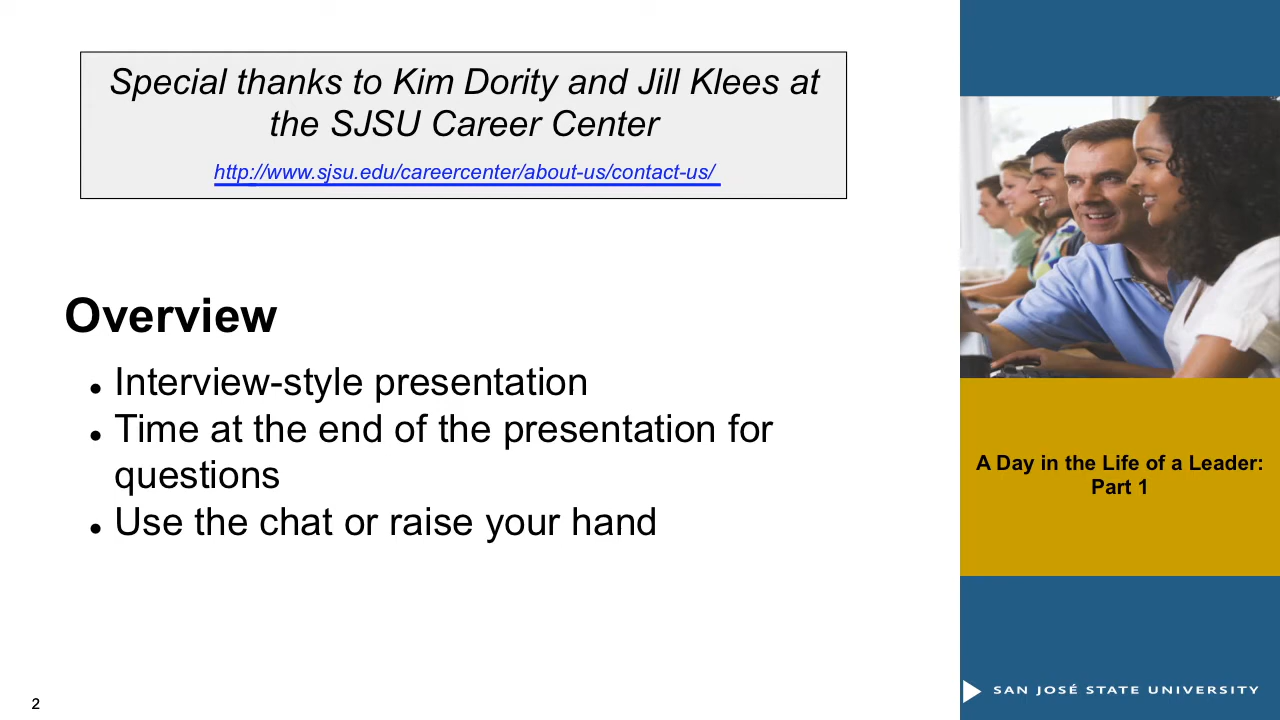 Special thanks to Kim Dority and Jill Klees at
the SJSU Career Center
http://www.sjsu.edu/careercenter/about-us/contact-us/
Overview
• Interview-style presentation
• Time at the end of the presentation for
questions
• Use the chat or raise your hand
A Day in the Life of a Leader:
Part 1
SAN JOSÉ STATE UNIVERSITY
2